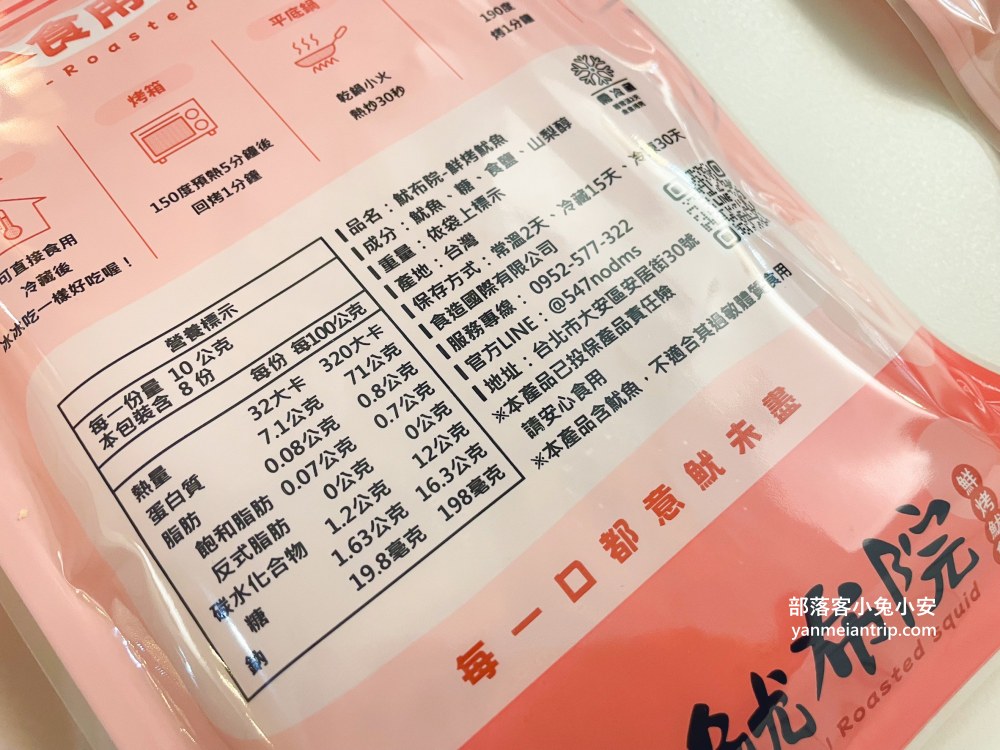 食用
-Roasted
烤箱
150度預熱5分鐘後
回烤1分鐘
平底鍋
乾鍋小火
熱炒30秒
190度
烤1分鐘
可直接食用
冷藏後
冰冰吃一樣好吃喔！
需冷藏
品名：魷布院-鮮烤魷魚
成分：魷魚、糖、食鹽、山梨醇
重量：依袋上標示
產地：台灣
保存方式：常溫2天、冷藏15天、冷凍30天
食造國際有限公司
服務專線：0952-5777-322
官方LINE：@547nodms
地址：台北市大安區安居街30號
※本產品已投保產品責任險
請安心食用
※本產品含魷魚，不適合其過敏體質食用
營養標示
每一份量 10公克
本包裝含 8份
每份 每100公克
熱量 32大卡 320大卡
蛋白質 7.1公克 71公克
脂肪 0.08公克 0.8公克
飽和脂肪 0.07公克 0.7公克
反式脂肪 0公克 0公克
碳水化合物 1.2公克 12公克
糖 1.63公克 16.3公克
鈉 19.8毫克 198毫克
每一口都意魷未盡
魷布院
鮮烤
Roasted Squid
部落客小兔小安
yanmeiantrip.com